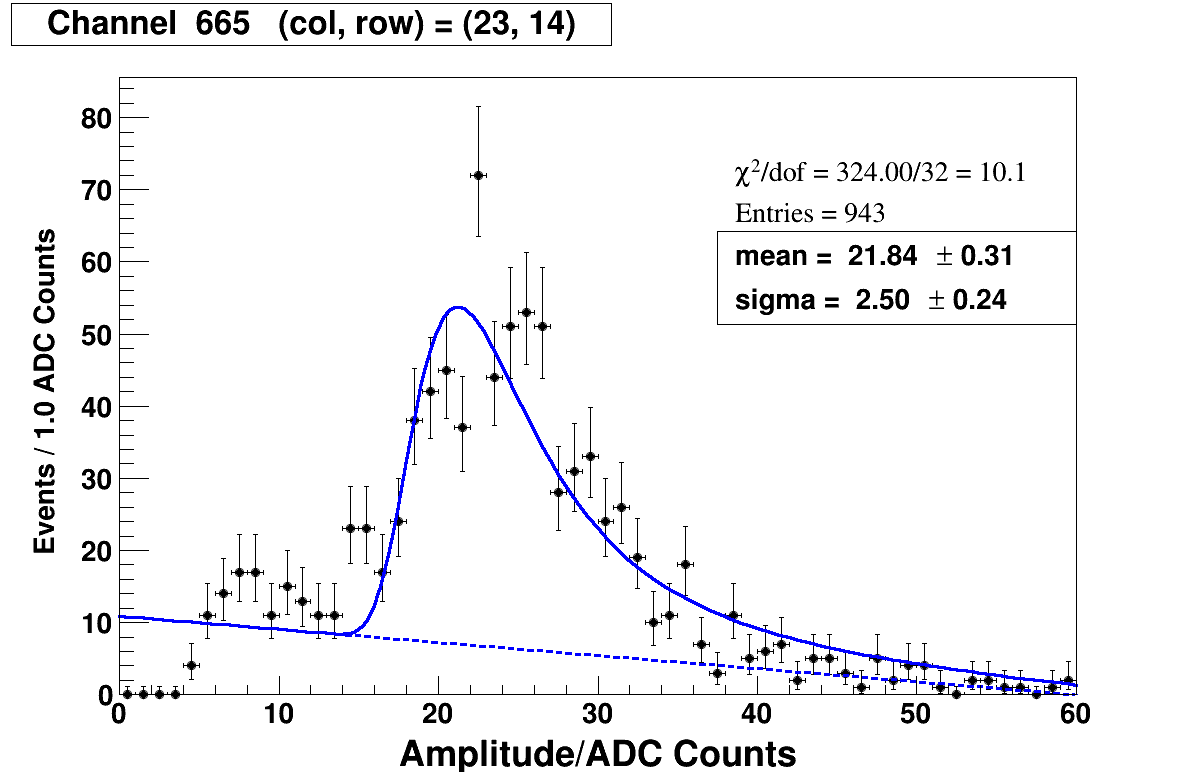 Channel 665 (col, row) = (23, 14)
χ²/dof = 324.00/32 = 10.1
Entries = 943
mean = 21.84 ± 0.31
sigma = 2.50 ± 0.24
Events / 1.0 ADC Counts
80
70
60
50
40
30
20
10
0
0 10 20 30 40 50 60
Amplitude/ADC Counts